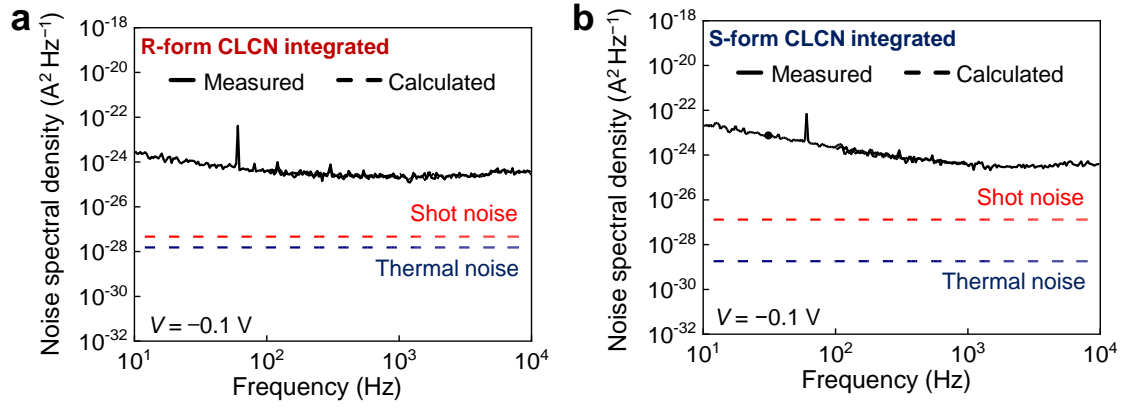 a
R-form CLCN integrated
Measured
Calculated
Noise spectral density (A² Hz⁻¹)
10⁻¹⁸
10⁻²⁰
10⁻²²
10⁻²⁴
10⁻²⁶
10⁻²⁸
10⁻³⁰
10⁻³²
Shot noise
Thermal noise
V = −0.1 V
10¹
10²
10³
10⁴
Frequency (Hz)
b
S-form CLCN integrated
Measured
Calculated
Noise spectral density (A² Hz⁻¹)
10⁻¹⁸
10⁻²⁰
10⁻²²
10⁻²⁴
10⁻²⁶
10⁻²⁸
10⁻³⁰
10⁻³²
Shot noise
Thermal noise
V = −0.1 V
10¹
10²
10³
10⁴
Frequency (Hz)